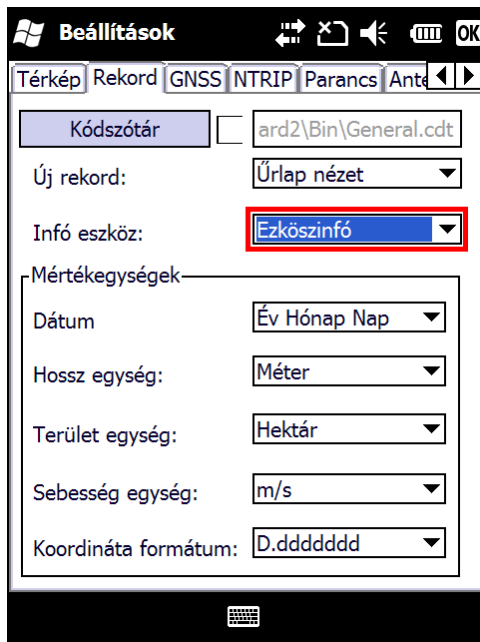 Beállítások OK
Térkép Rekord GNSS NTRIP Parancs Ante
Kódszótár ard2\Bin\General.cdt
Új rekord: Űrlap nézet
Infó eszköz: Ezköszinfó
Mértékegységek
Dátum Év Hónap Nap
Hossz egység: Méter
Terület egység: Hektár
Sebesség egység: m/s
Koordináta formátum: D.ddddddd